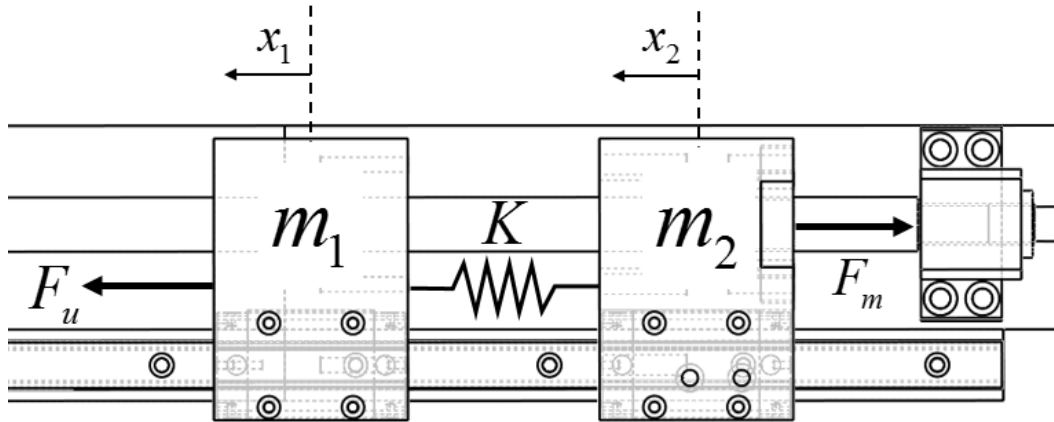 x₁ x₂
m₁ K m₂
Fᵤ Fₘ